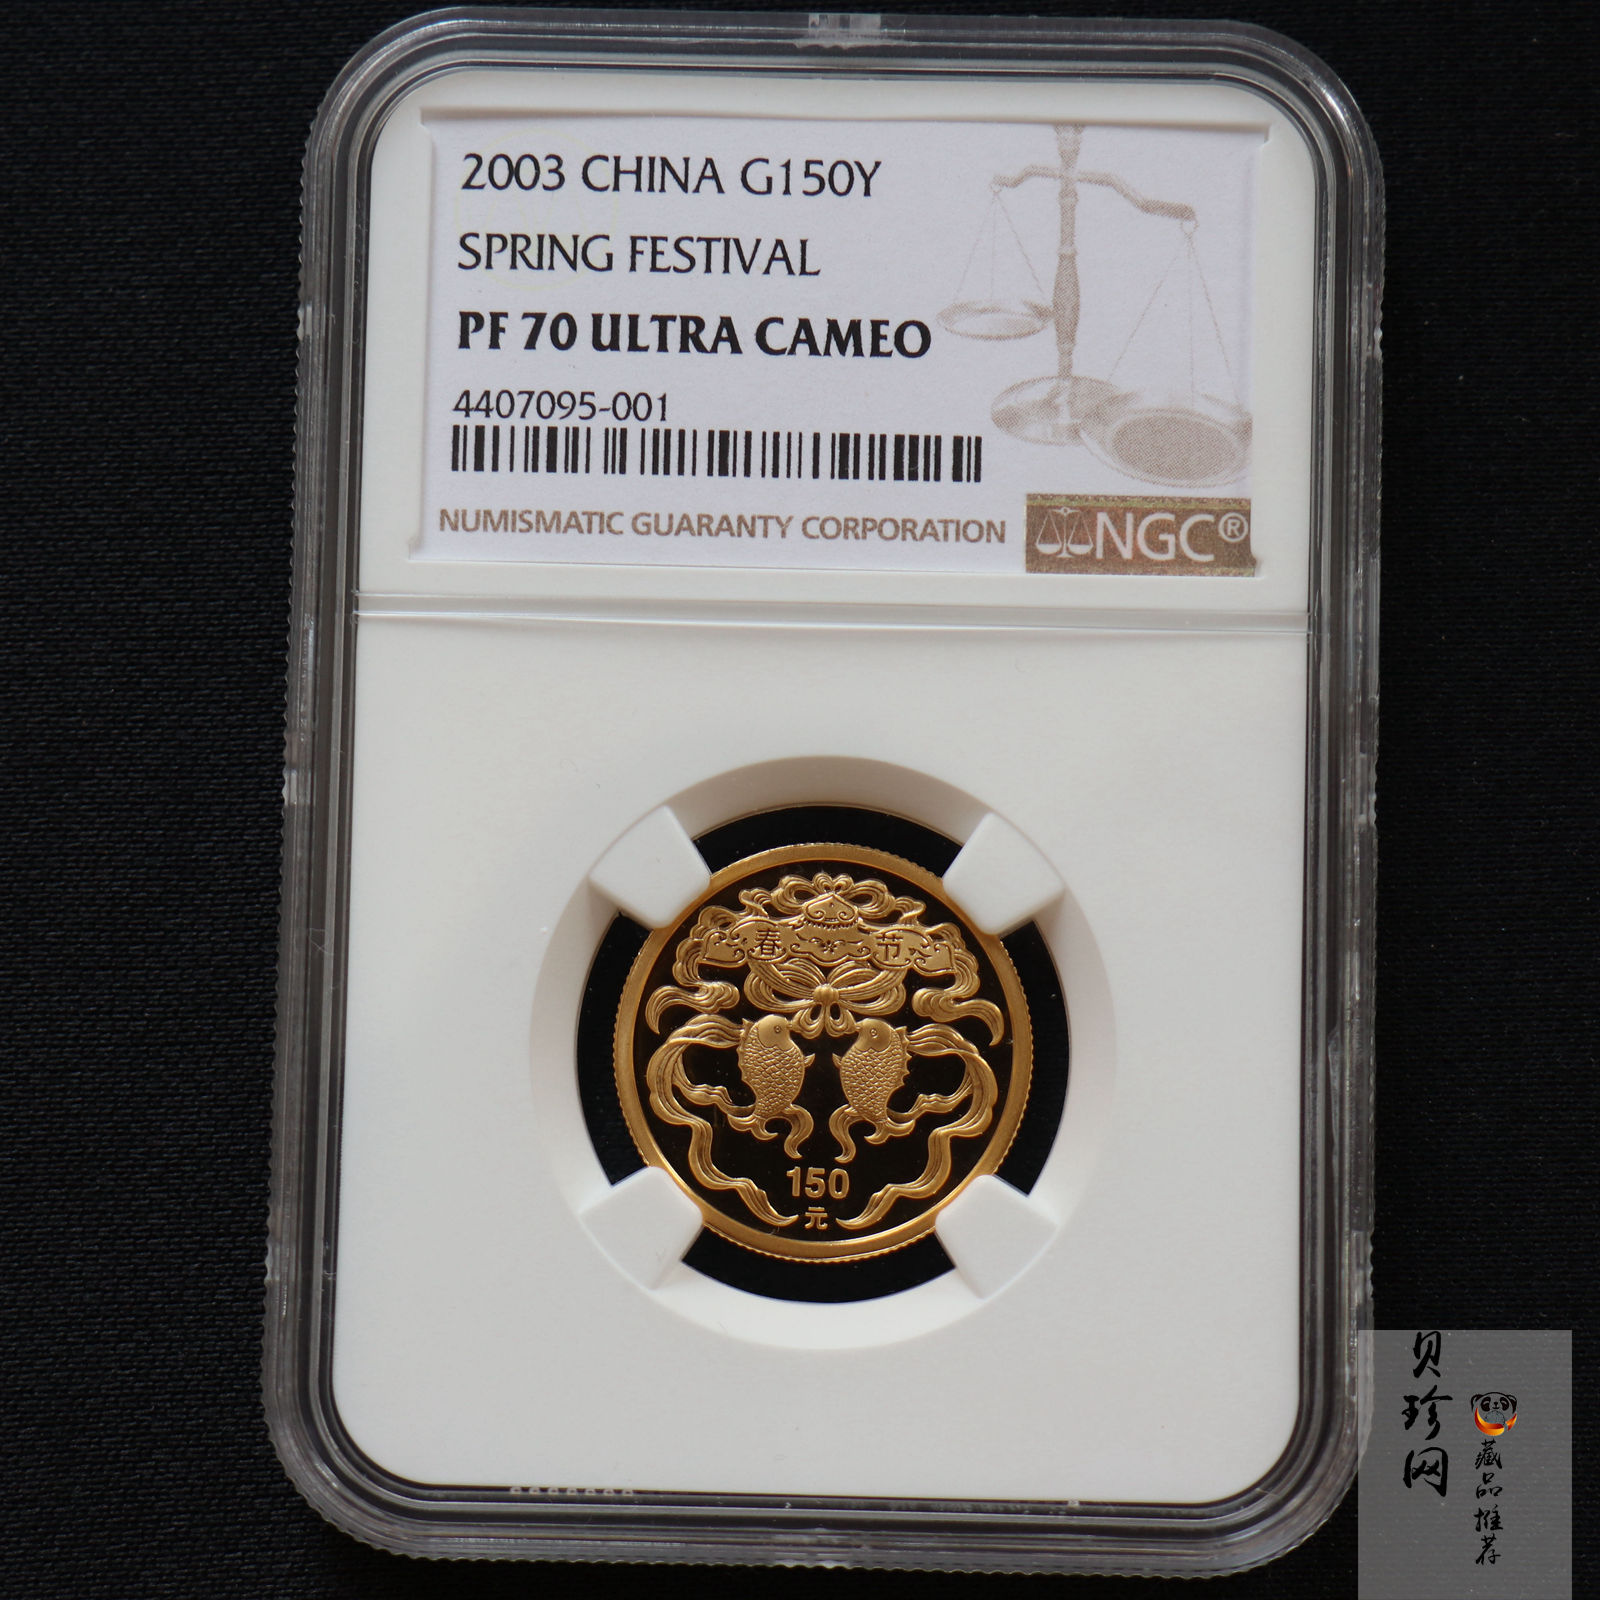 2003 CHINA G150Y
SPRING FESTIVAL
PF 70 ULTRA CAMEO
4407095-001
NUMISMATIC GUARANTY CORPORATION
NGC®
春节
150
元
贝珍网
藏品推荐